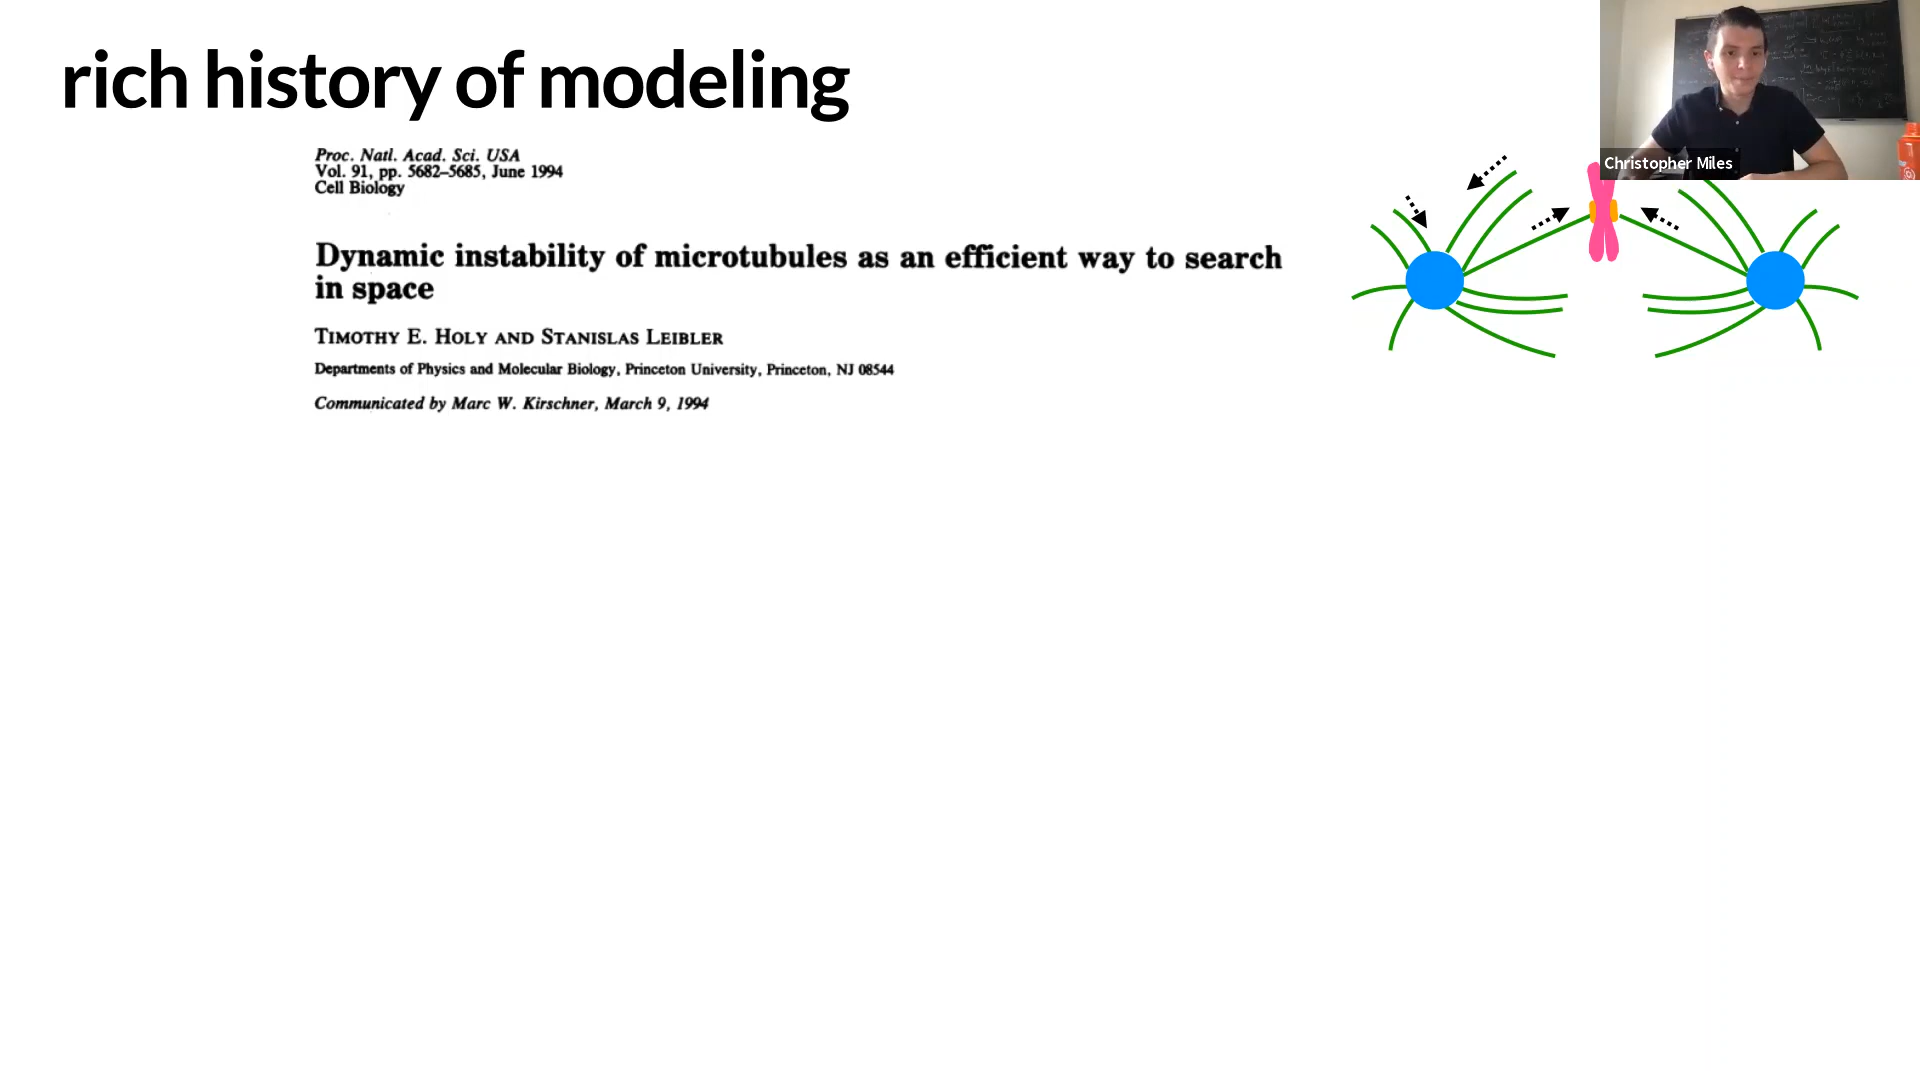 rich history of modeling
Proc. Natl. Acad. Sci. USA
Vol. 91, pp. 5682–5685, June 1994
Cell Biology
Dynamic instability of microtubules as an efficient way to search
in space
TIMOTHY E. HOLY AND STANISLAS LEIBLER
Departments of Physics and Molecular Biology, Princeton University, Princeton, NJ 08544
Communicated by Marc W. Kirschner, March 9, 1994
Christopher Miles